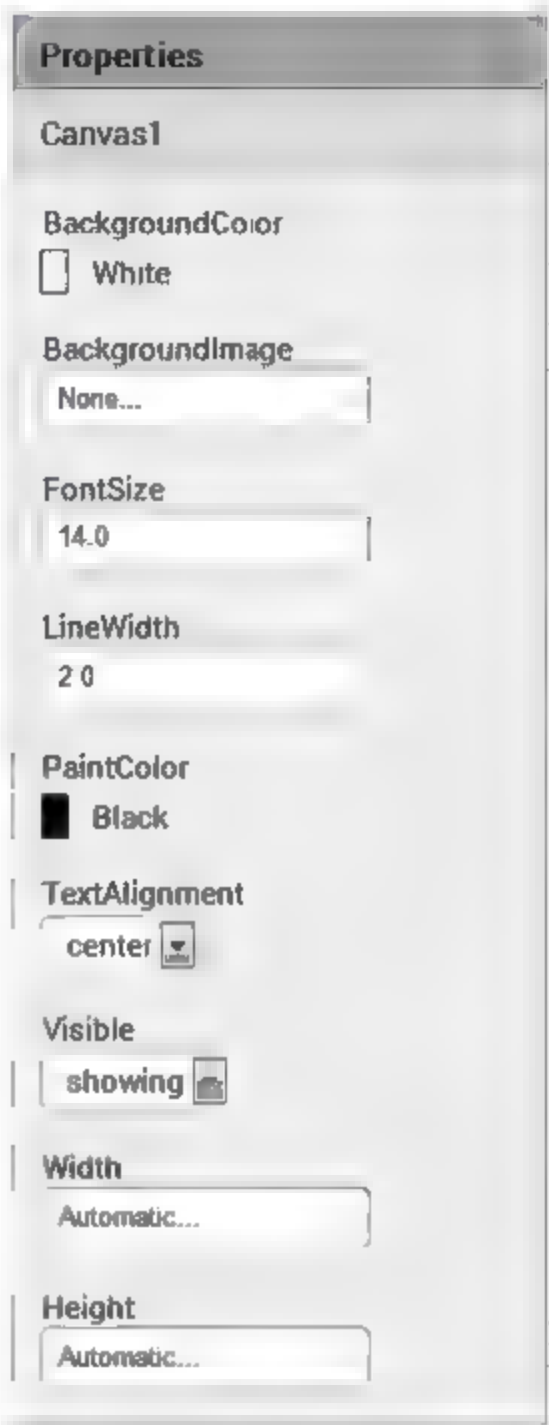 Properties
Canvas1
BackgroundColor
White
BackgroundImage
None...
FontSize
14.0
LineWidth
2.0
PaintColor
Black
TextAlignment
center
Visible
showing
Width
Automatic...
Height
Automatic...